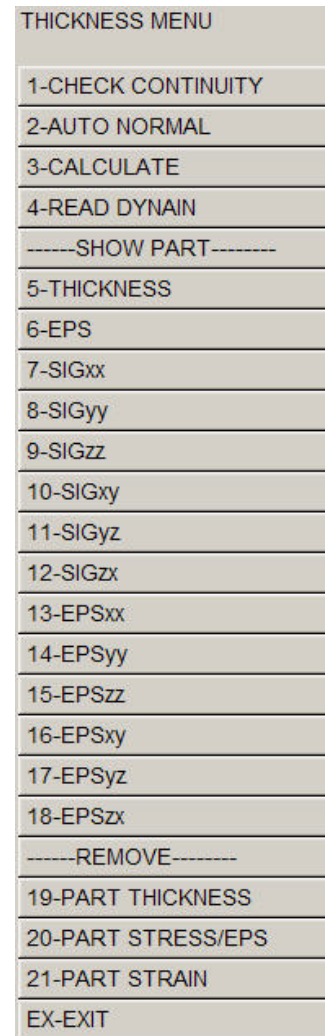 THICKNESS MENU
1-CHECK CONTINUITY
2-AUTO NORMAL
3-CALCULATE
4-READ DYNAIN
------SHOW PART--------
5-THICKNESS
6-EPS
7-SIGxx
8-SIGyy
9-SIGzz
10-SIGxy
11-SIGyz
12-SIGzx
13-EPSxx
14-EPSyy
15-EPSzz
16-EPSxy
17-EPSyz
18-EPSzx
------REMOVE--------
19-PART THICKNESS
20-PART STRESS/EPS
21-PART STRAIN
EX-EXIT